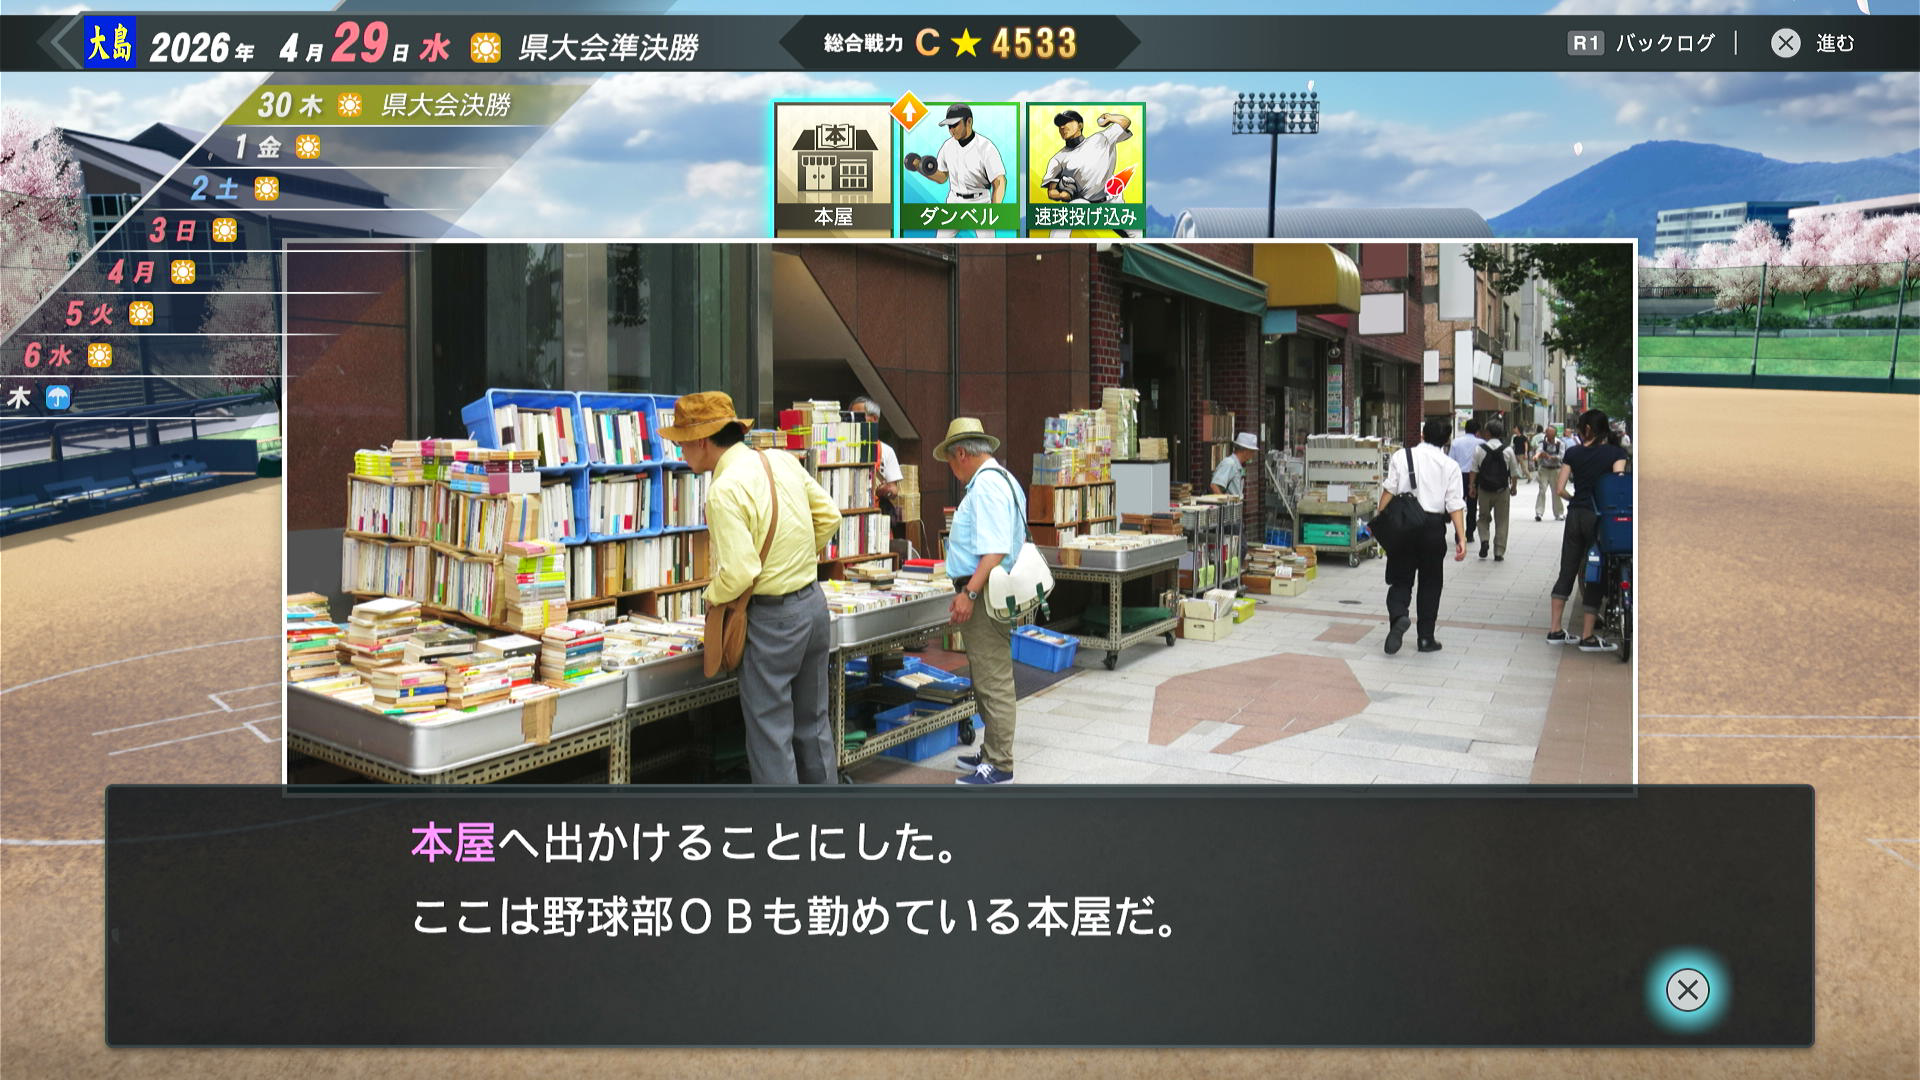 大島 2026年 4月29日 水 県大会準決勝
総合戦力 C ★ 4533
R1 バックログ | × 進む
30 木 県大会決勝
1 金
2 土
3 日
4 月
5 火
6 水
木
本
本屋
ダンベル
速球投げ込み
本屋へ出かけることにした。
ここは野球部OBも勤めている本屋だ。